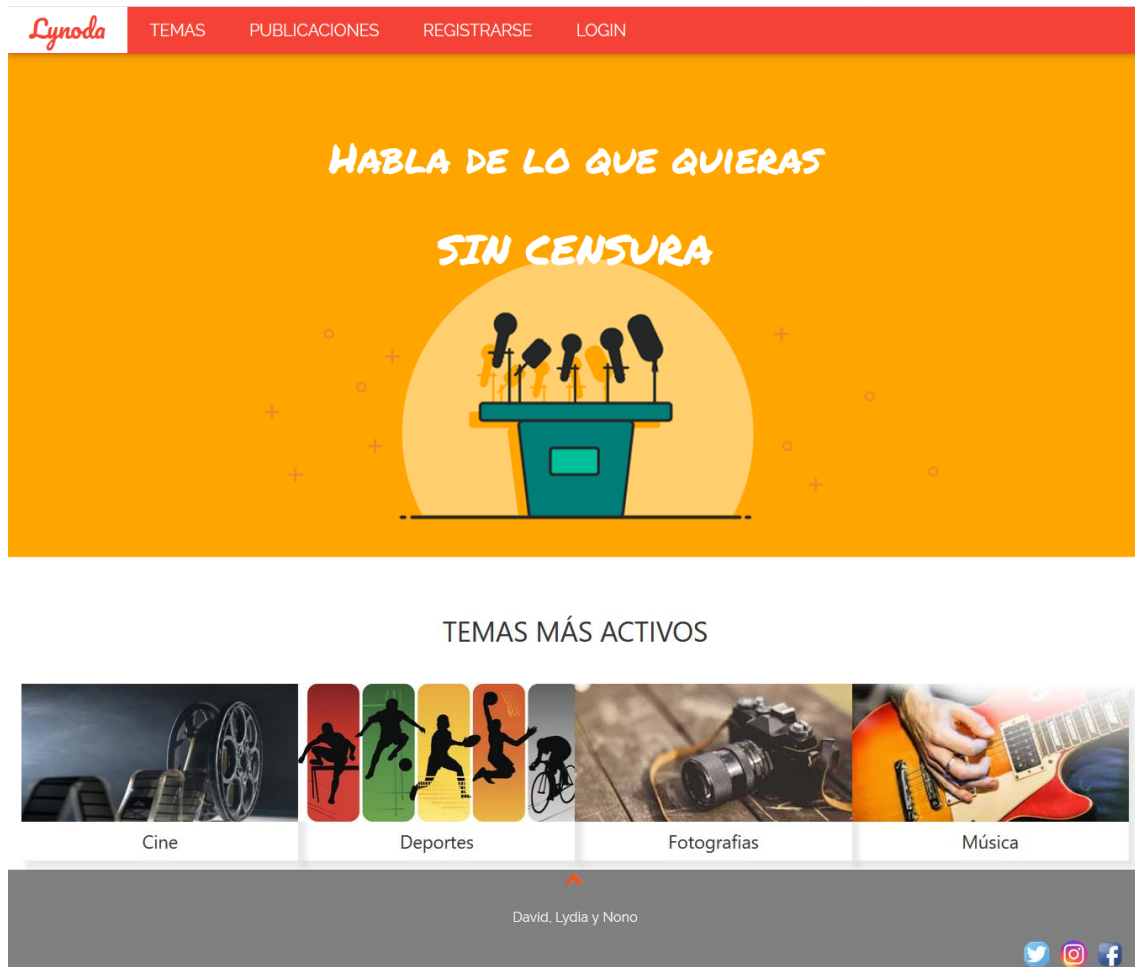 Lynoda TEMAS PUBLICACIONES REGISTRARSE LOGIN
HABLA DE LO QUE QUIERAS
SIN CENSURA
TEMAS MÁS ACTIVOS
Cine Deportes Fotografias Música
David, Lydia y Nono